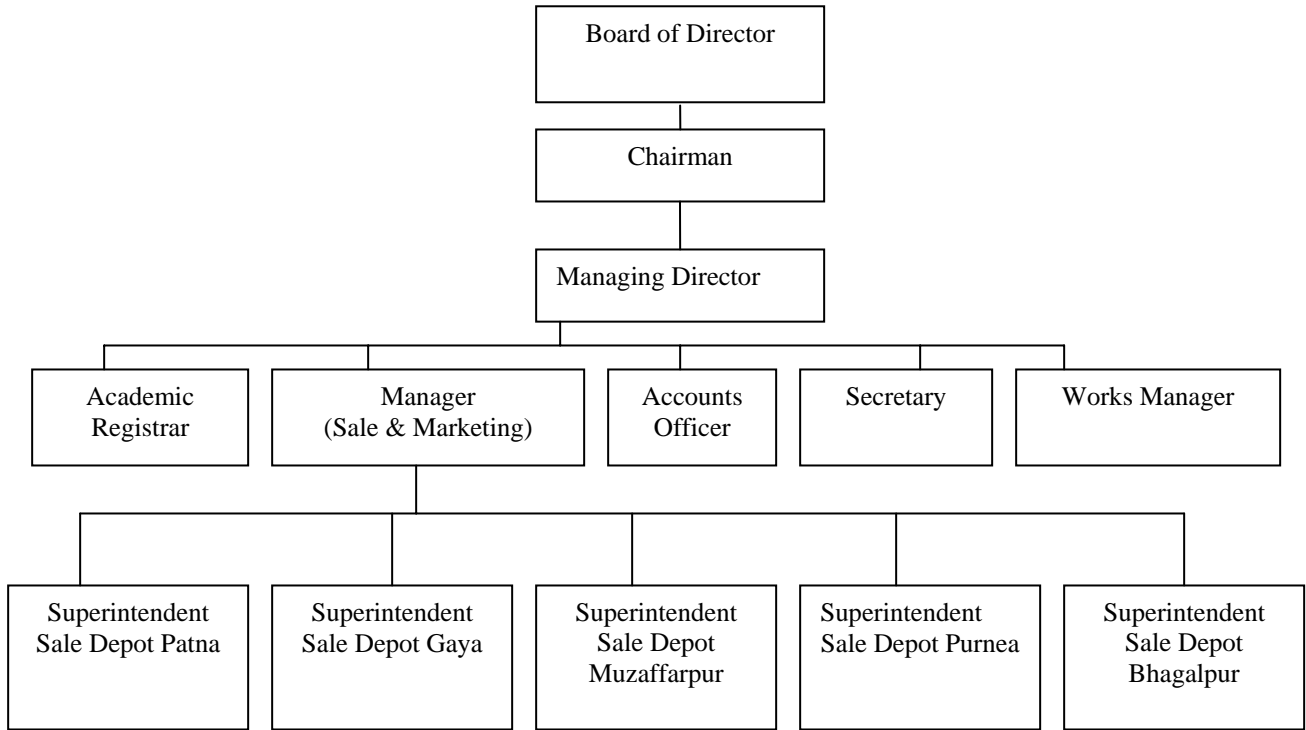 Board of Director
Chairman
Managing Director
Academic
Registrar
Manager
(Sale & Marketing)
Accounts
Officer
Secretary
Works Manager
Superintendent
Sale Depot Patna
Superintendent
Sale Depot Gaya
Superintendent
Sale Depot
Muzaffarpur
Superintendent
Sale Depot Purnea
Superintendent
Sale Depot
Bhagalpur